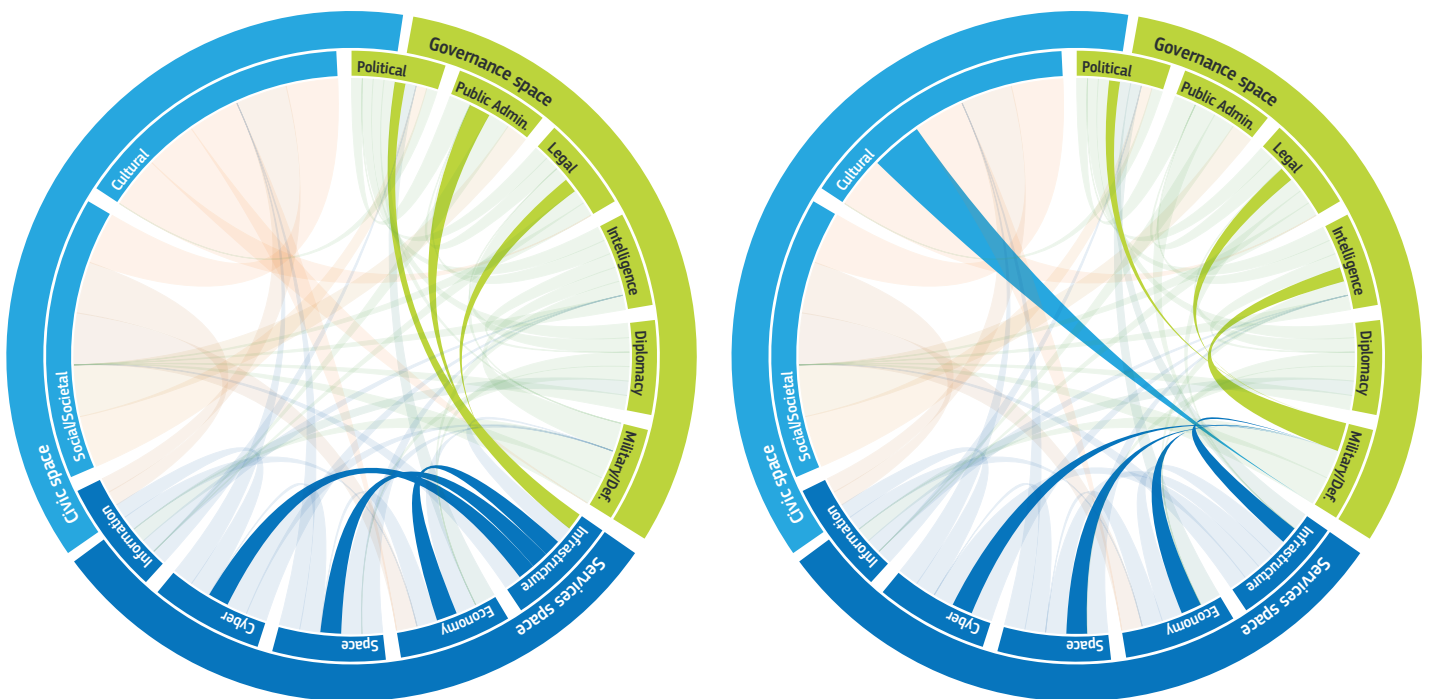 Governance space
Political
Public Admin.
Legal
Intelligence
Diplomacy
Military/Def.
Services space
Infrastructure
Economy
Space
Cyber
Information
Civic space
Social/Societal
Cultural
Governance space
Political
Public Admin.
Legal
Intelligence
Diplomacy
Military/Def.
Services space
Infrastructure
Economy
Space
Cyber
Information
Civic space
Social/Societal
Cultural